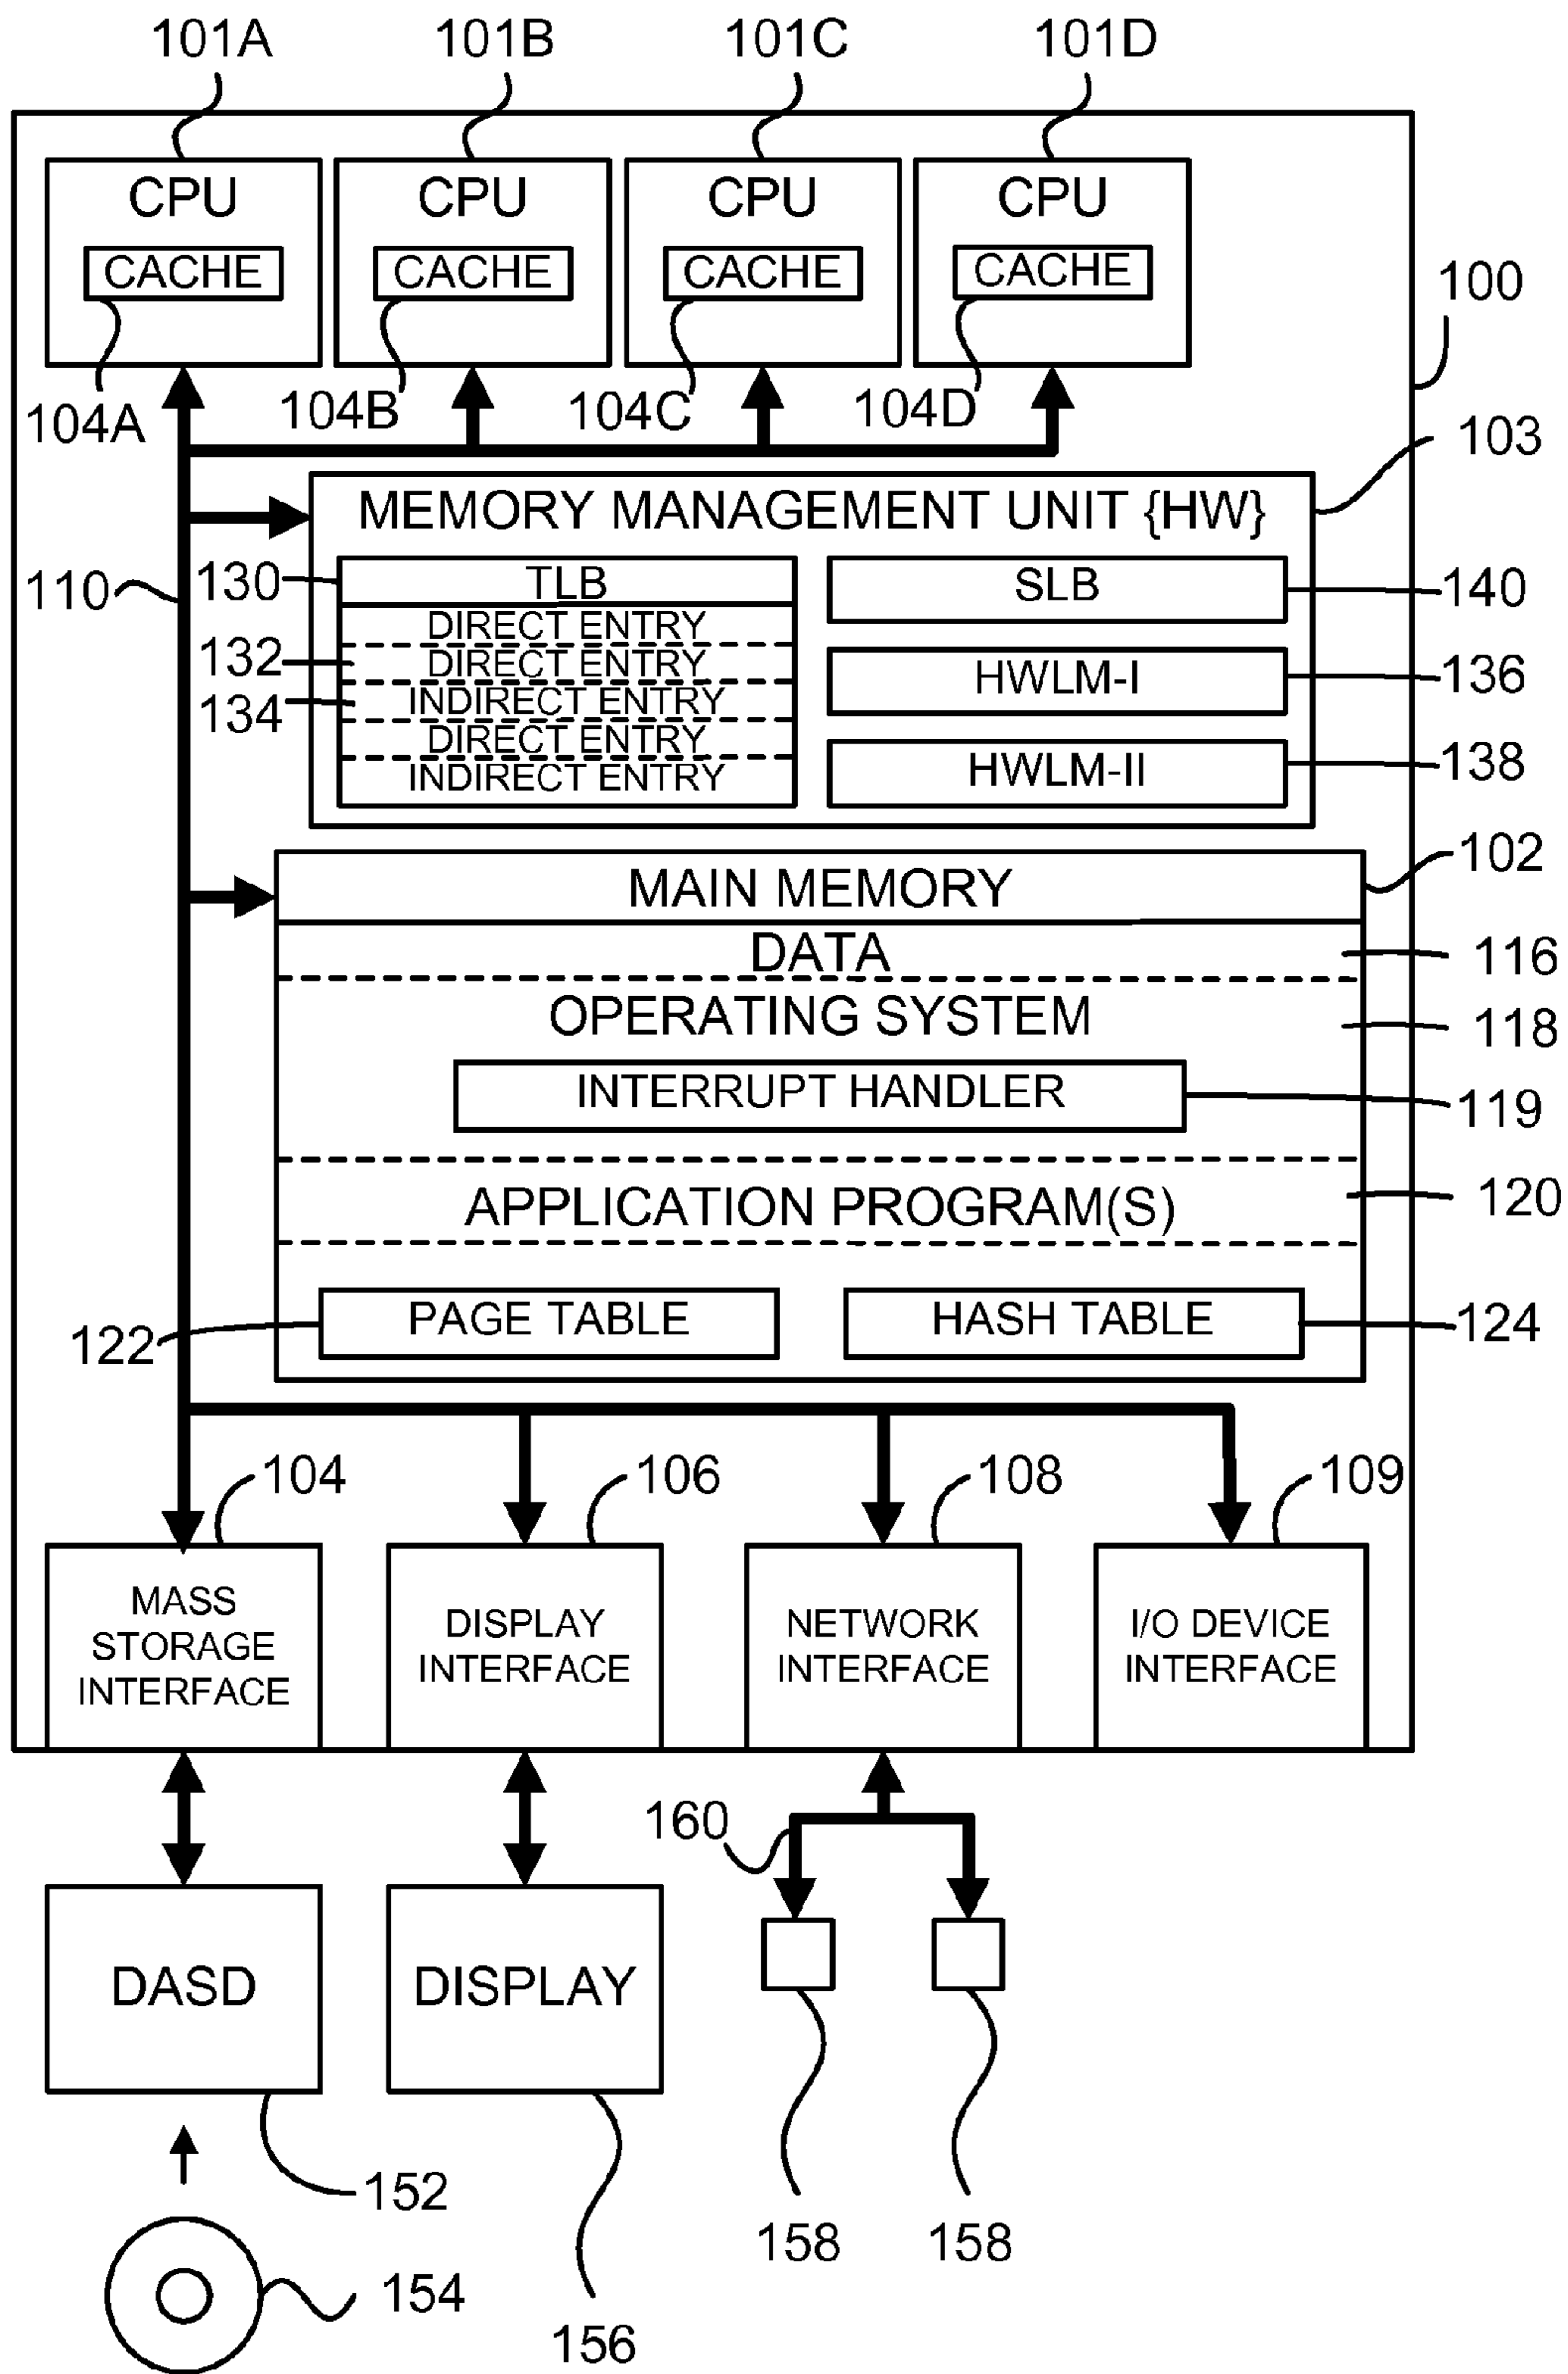 101A 101B 101C 101D
CPU CPU CPU CPU
CACHE CACHE CACHE CACHE
100
104A 104B 104C 104D
103
MEMORY MANAGEMENT UNIT {HW}
110
130 TLB SLB 140
DIRECT ENTRY
132 DIRECT ENTRY HWLM-I 136
134 INDIRECT ENTRY
DIRECT ENTRY
INDIRECT ENTRY HWLM-II 138
102
MAIN MEMORY
DATA 116
OPERATING SYSTEM 118
INTERRUPT HANDLER 119
APPLICATION PROGRAM(S) 120
122 PAGE TABLE HASH TABLE 124
104 106 108 109
MASS
STORAGE
INTERFACE
DISPLAY
INTERFACE
NETWORK
INTERFACE
I/O DEVICE
INTERFACE
160
DASD DISPLAY
152
158 158
154
156